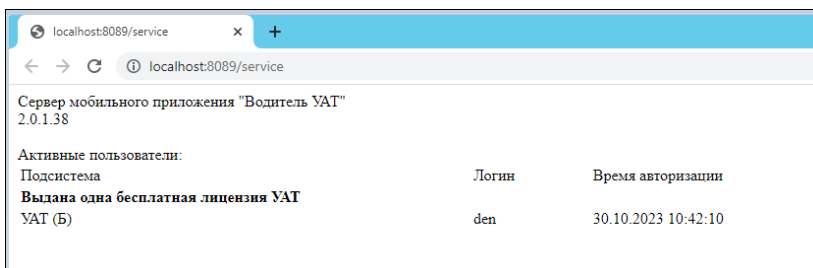 localhost:8089/service
localhost:8089/service
Сервер мобильного приложения "Водитель УАТ"
2.0.1.38
Активные пользователи:
Подсистема Логин Время авторизации
Выдана одна бесплатная лицензия УАТ
УАТ (Б) den 30.10.2023 10:42:10